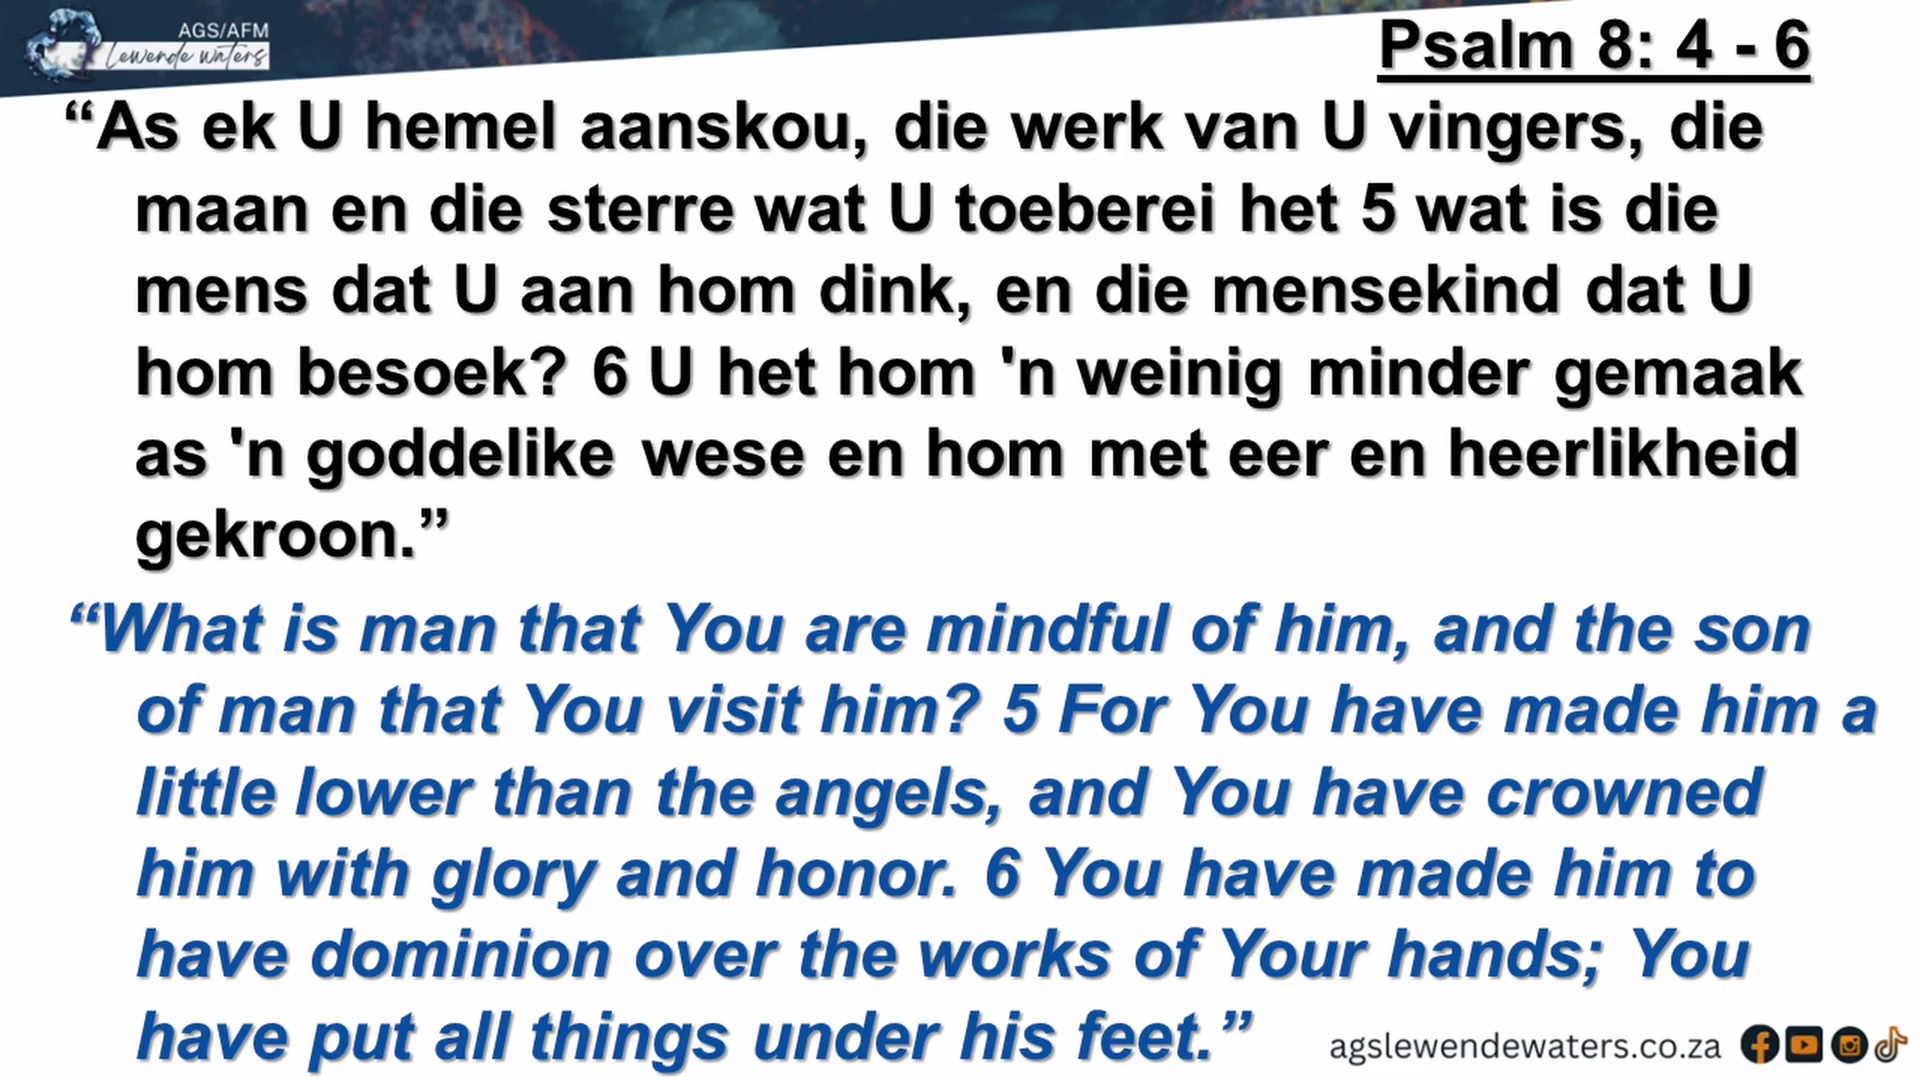 AGS/AFM
Lewende waters
Psalm 8: 4 - 6
“As ek U hemel aanskou, die werk van U vingers, die
maan en die sterre wat U toeberei het 5 wat is die
mens dat U aan hom dink, en die mensekind dat U
hom besoek? 6 U het hom 'n weinig minder gemaak
as 'n goddelike wese en hom met eer en heerlikheid
gekroon.”
“What is man that You are mindful of him, and the son
of man that You visit him? 5 For You have made him a
little lower than the angels, and You have crowned
him with glory and honor. 6 You have made him to
have dominion over the works of Your hands; You
have put all things under his feet.”
agslewendewaters.co.za